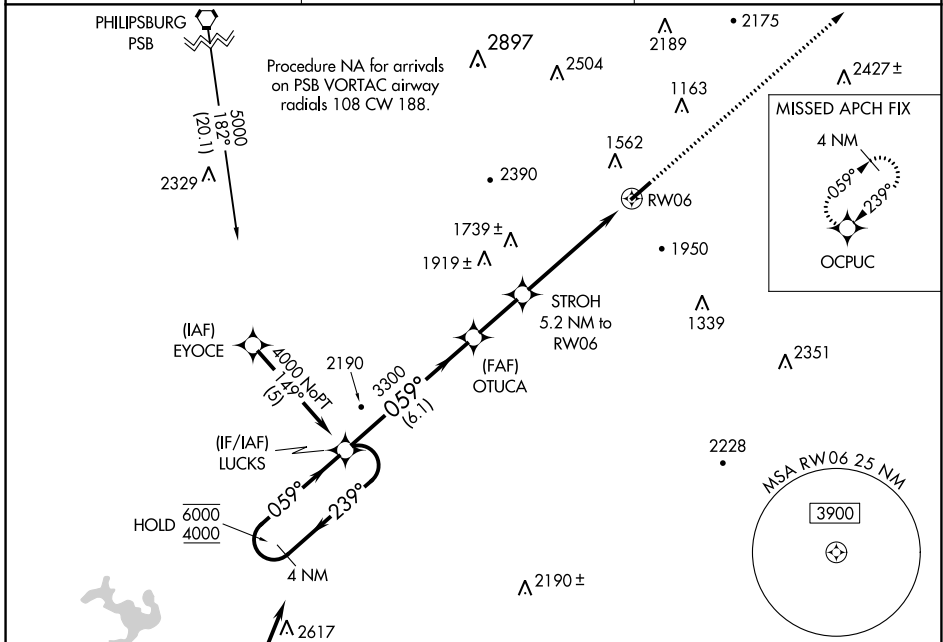 PHILIPSBURG
PSB
5000
182°
(20.1)
Procedure NA for arrivals
on PSB VORTAC airway
radials 108 CW 188.
2897
2504
2189
2175
2427±
1163
1562
2329
2390
RW06
1739±
1919±
1950
MISSED APCH FIX
4 NM
059°
239°
OCPUC
STROH
5.2 NM to
RW06
1339
2351
(IAF)
EYOCE
4000 NoPT
149°
(5)
2190
3300
059°
(6.1)
(FAF)
OTUCA
(IF/IAF)
LUCKS
059°
239°
HOLD 6000
4000
4 NM
2228
MSA RW06 25 NM
3900
2190±
2617